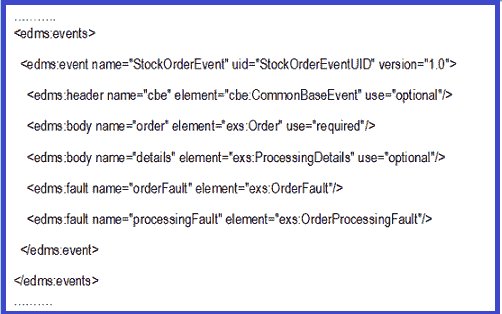 ...........
<edms:events>
<edms:event name="StockOrderEvent" uid="StockOrderEventUID" version="1.0">
<edms:header name="cbe" element="cbe:CommonBaseEvent" use="optional"/>
<edms:body name="order" element="exs:Order" use="required"/>
<edms:body name="details" element="exs:ProcessingDetails" use="optional"/>
<edms:fault name="orderFault" element="exs:OrderFault"/>
<edms:fault name="processingFault" element="exs:OrderProcessingFault"/>
</edms:event>
</edms:events>
..........